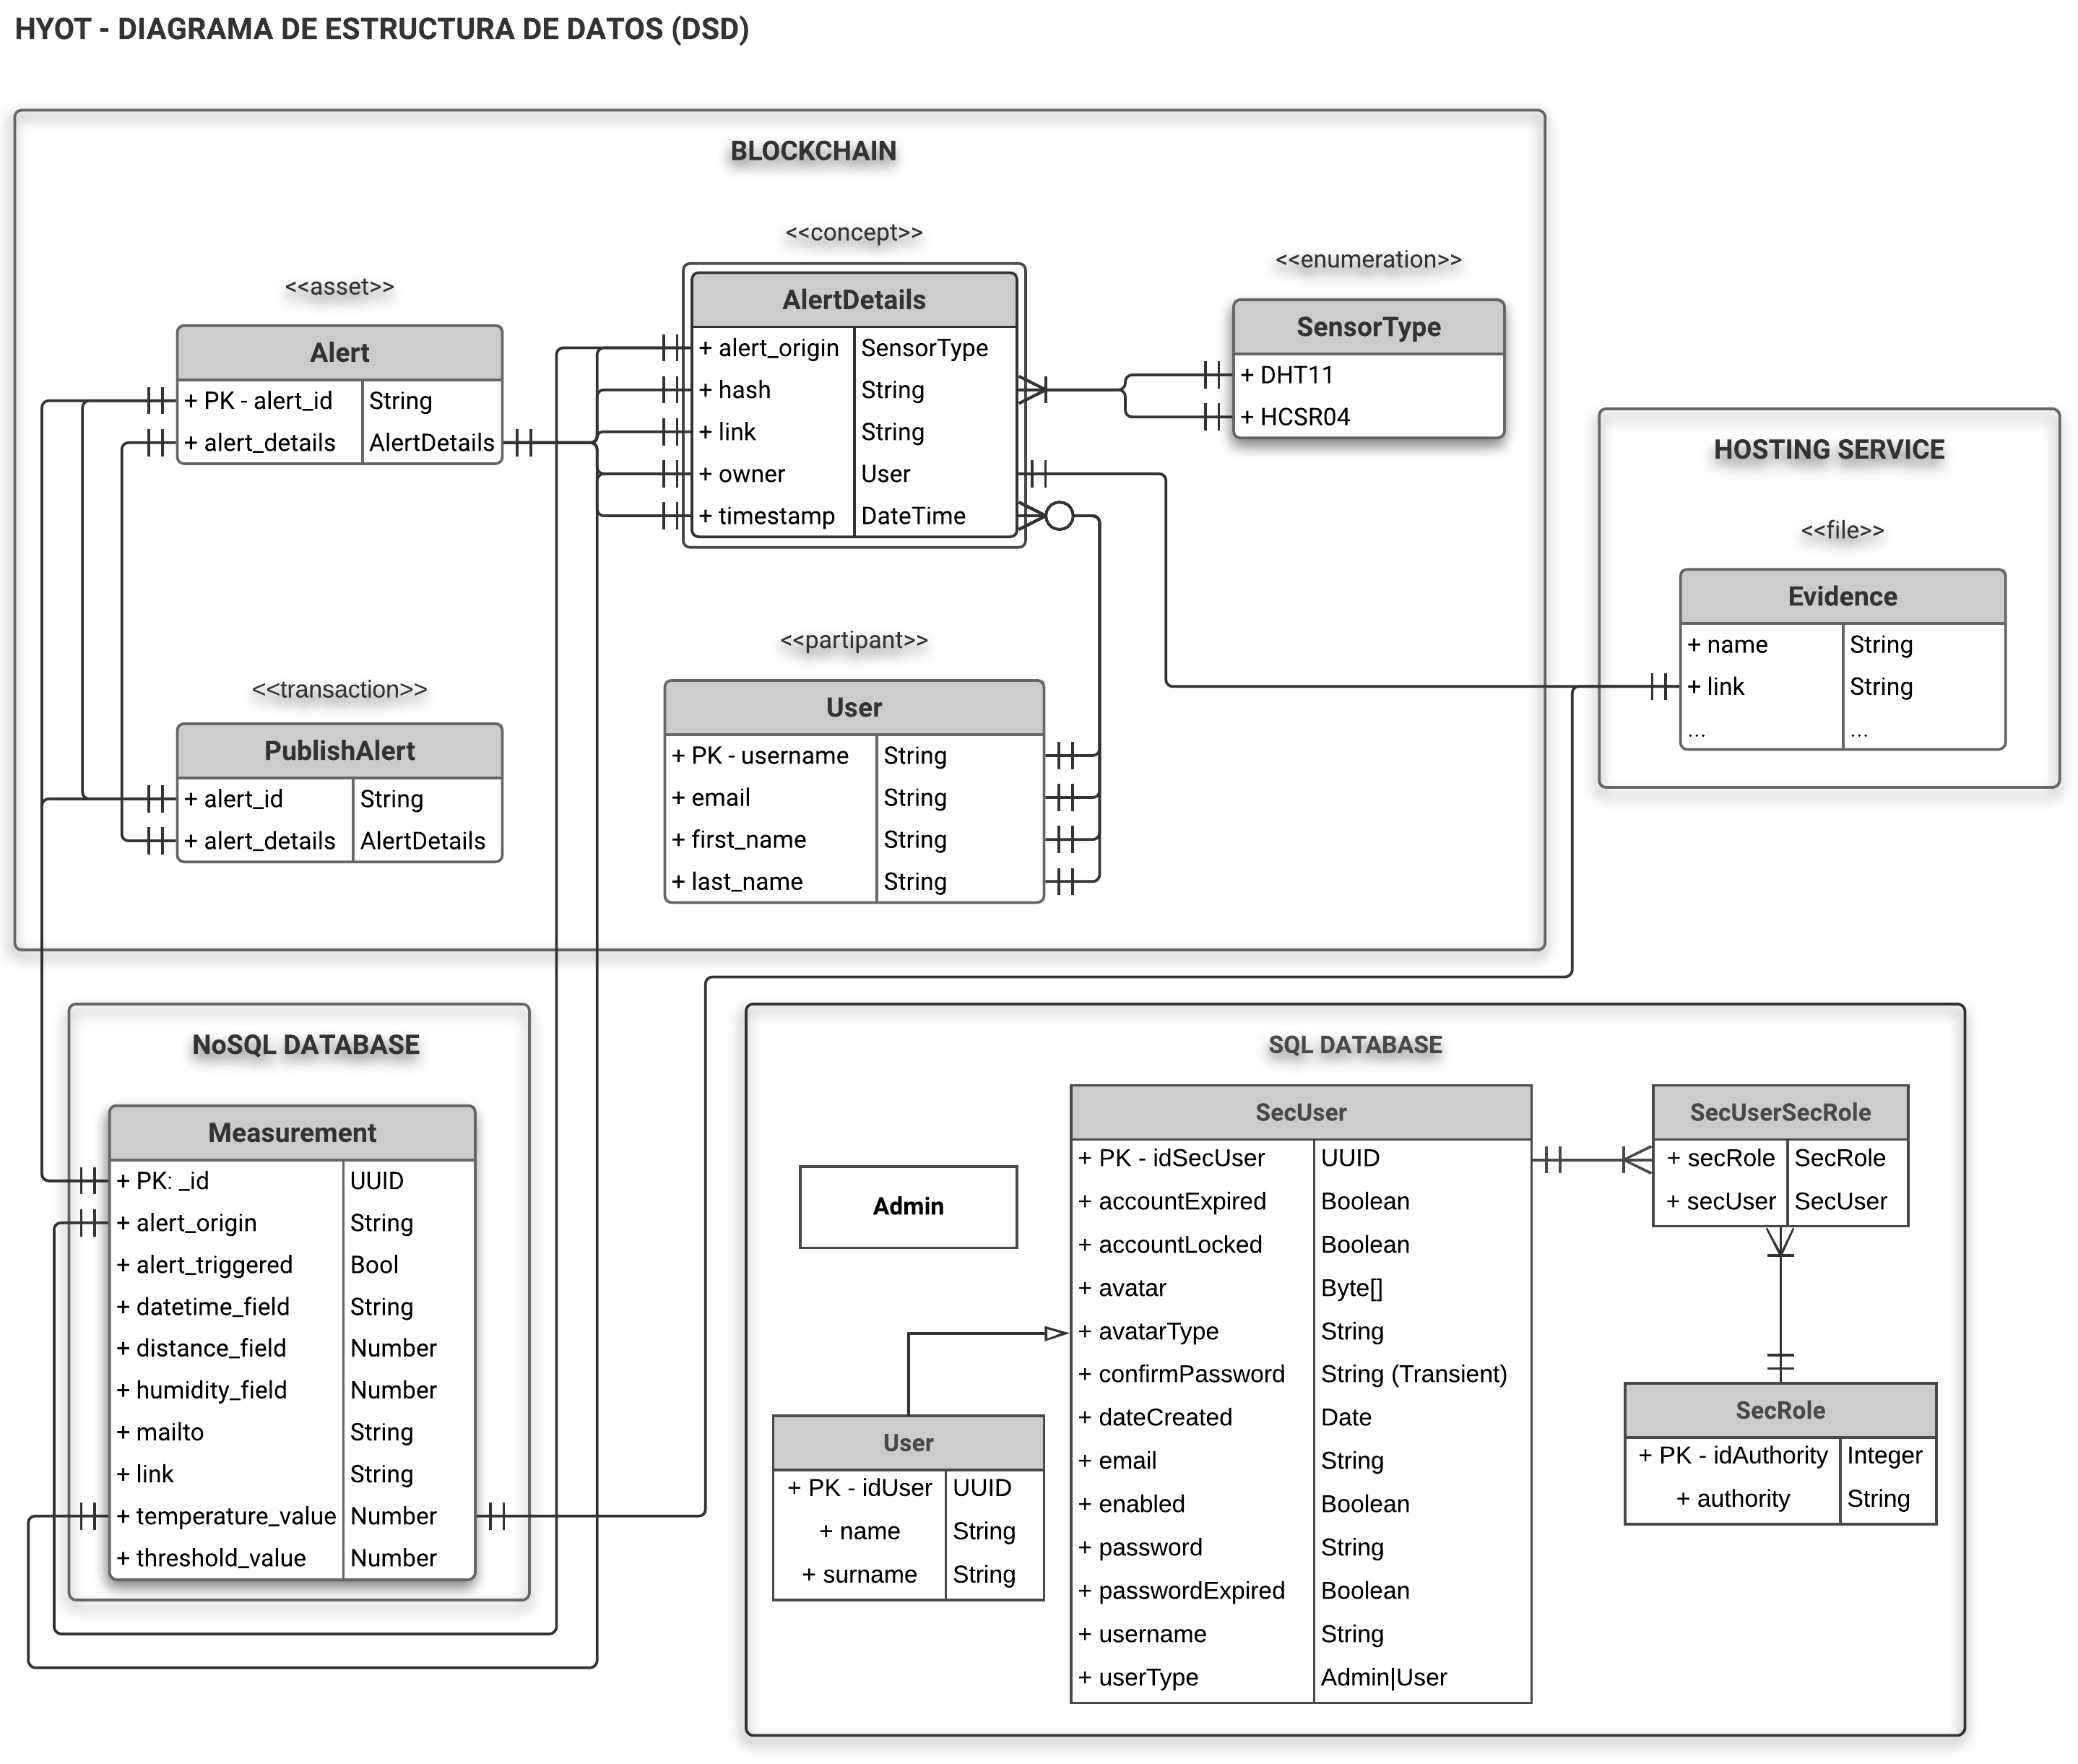 HYOT - DIAGRAMA DE ESTRUCTURA DE DATOS (DSD)
BLOCKCHAIN
<<asset>>
Alert
+ PK - alert_id String
+ alert_details AlertDetails
<<concept>>
AlertDetails
+ alert_origin SensorType
+ hash String
+ link String
+ owner User
+ timestamp DateTime
<<enumeration>>
SensorType
+ DHT11
+ HCSR04
<<transaction>>
PublishAlert
+ alert_id String
+ alert_details AlertDetails
<<partipant>>
User
+ PK - username String
+ email String
+ first_name String
+ last_name String
HOSTING SERVICE
<<file>>
Evidence
+ name String
+ link String
... ...
NoSQL DATABASE
Measurement
+ PK: _id UUID
+ alert_origin String
+ alert_triggered Bool
+ datetime_field String
+ distance_field Number
+ humidity_field Number
+ mailto String
+ link String
+ temperature_value Number
+ threshold_value Number
SQL DATABASE
Admin
User
+ PK - idUser UUID
+ name String
+ surname String
SecUser
+ PK - idSecUser UUID
+ accountExpired Boolean
+ accountLocked Boolean
+ avatar Byte[]
+ avatarType String
+ confirmPassword String (Transient)
+ dateCreated Date
+ email String
+ enabled Boolean
+ password String
+ passwordExpired Boolean
+ username String
+ userType Admin|User
SecUserSecRole
+ secRole SecRole
+ secUser SecUser
SecRole
+ PK - idAuthority Integer
+ authority String